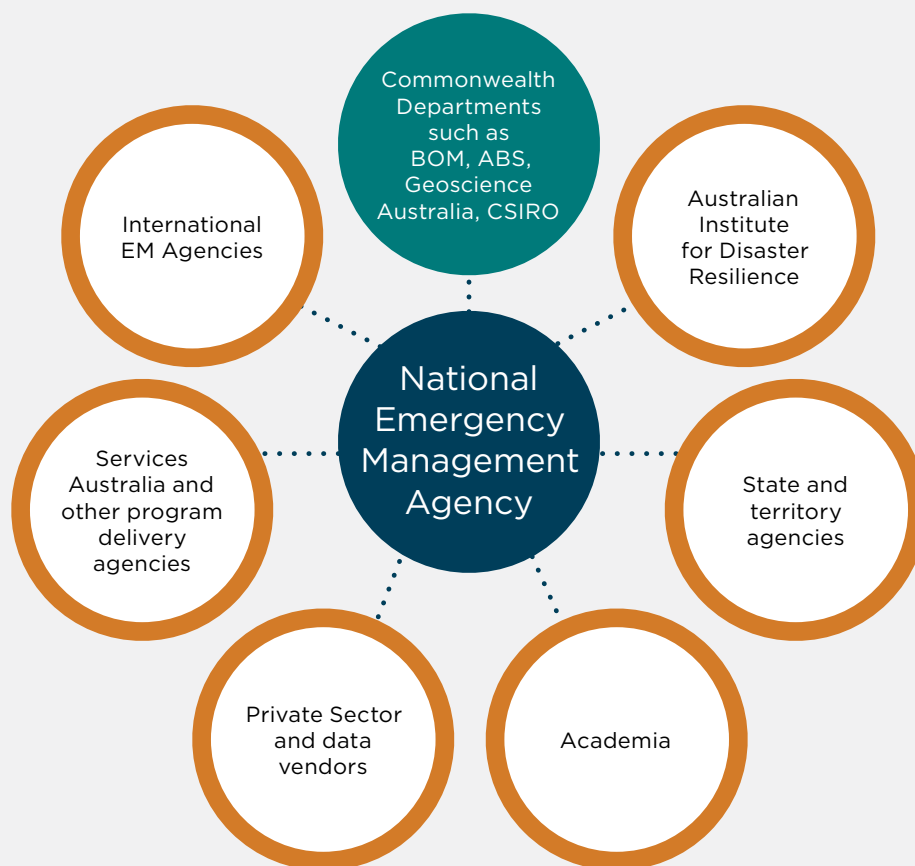 Commonwealth
Departments
such as
BOM, ABS,
Geoscience
Australia, CSIRO
International
EM Agencies
Australian
Institute
for Disaster
Resilience
National
Emergency
Management
Agency
Services
Australia and
other program
delivery
agencies
State and
territory
agencies
Private Sector
and data
vendors
Academia